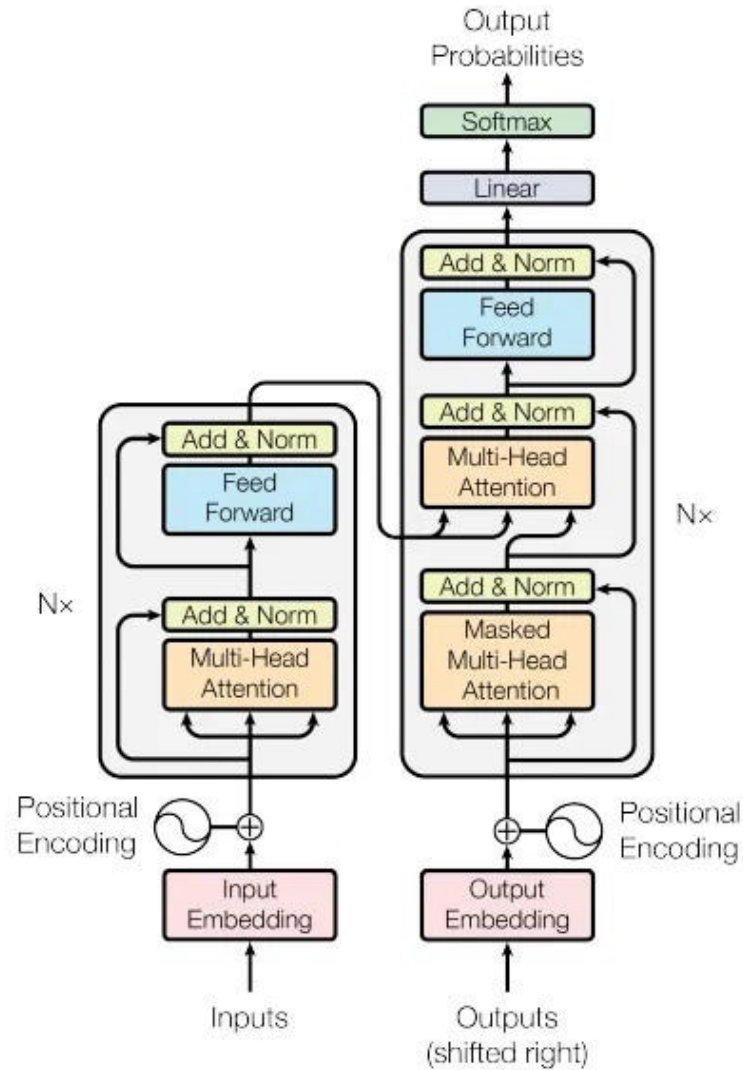 Output
Probabilities
Softmax
Linear
Add & Norm
Feed
Forward
Add & Norm
Multi-Head
Attention
Nx
Add & Norm
Masked
Multi-Head
Attention
Add & Norm
Feed
Forward
Nx
Add & Norm
Multi-Head
Attention
Positional
Encoding
Positional
Encoding
Input
Embedding
Output
Embedding
Inputs
Outputs
(shifted right)